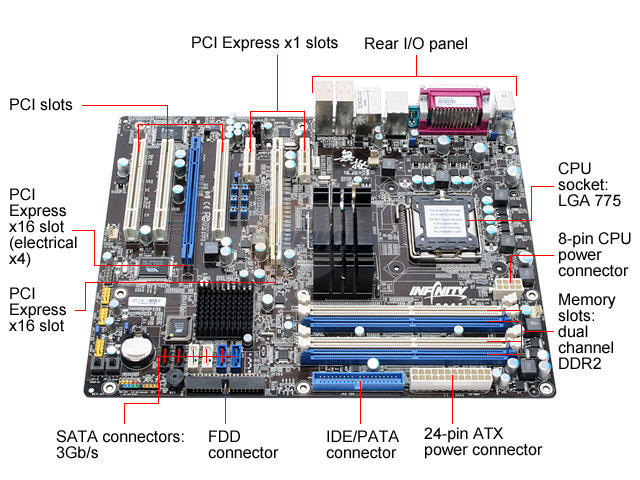 PCI Express x1 slots
Rear I/O panel
PCI slots
CPU
socket:
LGA 775
PCI
Express
x16 slot
(electrical
x4)
8-pin CPU
power
connector
PCI
Express
x16 slot
INFINITY
Memory
slots:
dual
channel
DDR2
SATA connectors:
3Gb/s
FDD
connector
IDE/PATA
connector
24-pin ATX
power connector